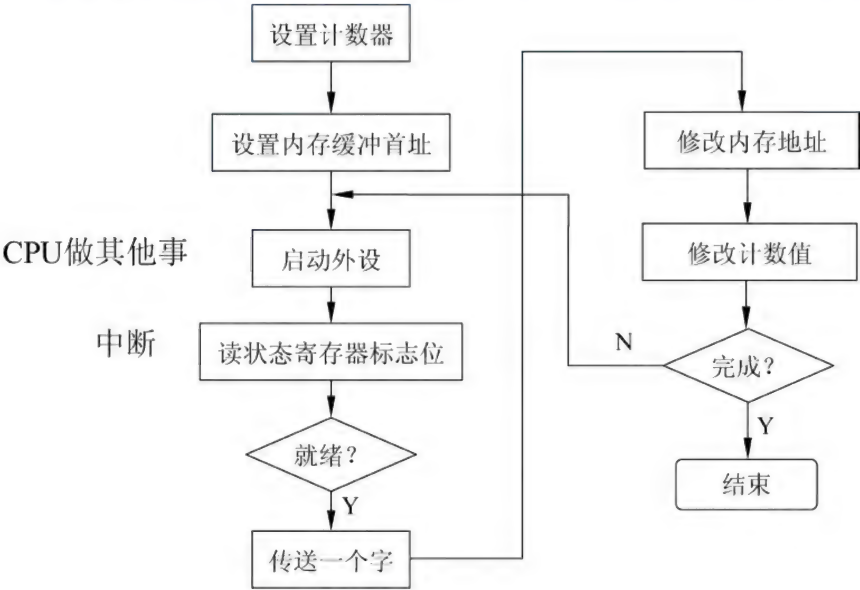 设置计数器
设置内存缓冲首址
CPU做其他事
启动外设
中断
读状态寄存器标志位
就绪？
Y
传送一个字
修改内存地址
修改计数值
N
完成？
Y
结束